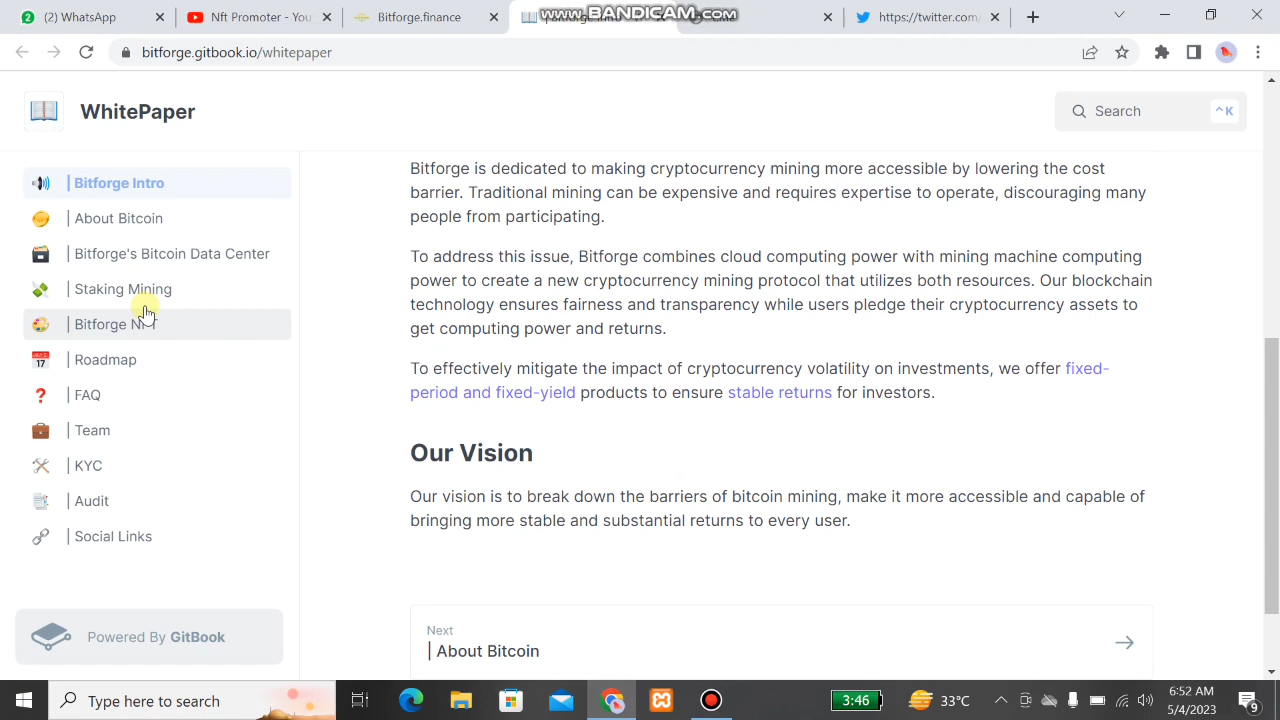 (2) WhatsApp
Nft Promoter - You
Bitforge.finance
www.BANDICAM.com
https://twitter.com/
bitforge.gitbook.io/whitepaper
WhitePaper
Search
^K
| Bitforge Intro
| About Bitcoin
| Bitforge's Bitcoin Data Center
| Staking Mining
| Bitforge NFT
| Roadmap
| FAQ
| Team
| KYC
| Audit
| Social Links
Powered By GitBook
Bitforge is dedicated to making cryptocurrency mining more accessible by lowering the cost
barrier. Traditional mining can be expensive and requires expertise to operate, discouraging many
people from participating.
To address this issue, Bitforge combines cloud computing power with mining machine computing
power to create a new cryptocurrency mining protocol that utilizes both resources. Our blockchain
technology ensures fairness and transparency while users pledge their cryptocurrency assets to
get computing power and returns.
To effectively mitigate the impact of cryptocurrency volatility on investments, we offer fixed-
period and fixed-yield products to ensure stable returns for investors.
Our Vision
Our vision is to break down the barriers of bitcoin mining, make it more accessible and capable of
bringing more stable and substantial returns to every user.
Next
| About Bitcoin
Type here to search
3:46
33°C
6:52 AM
5/4/2023
9